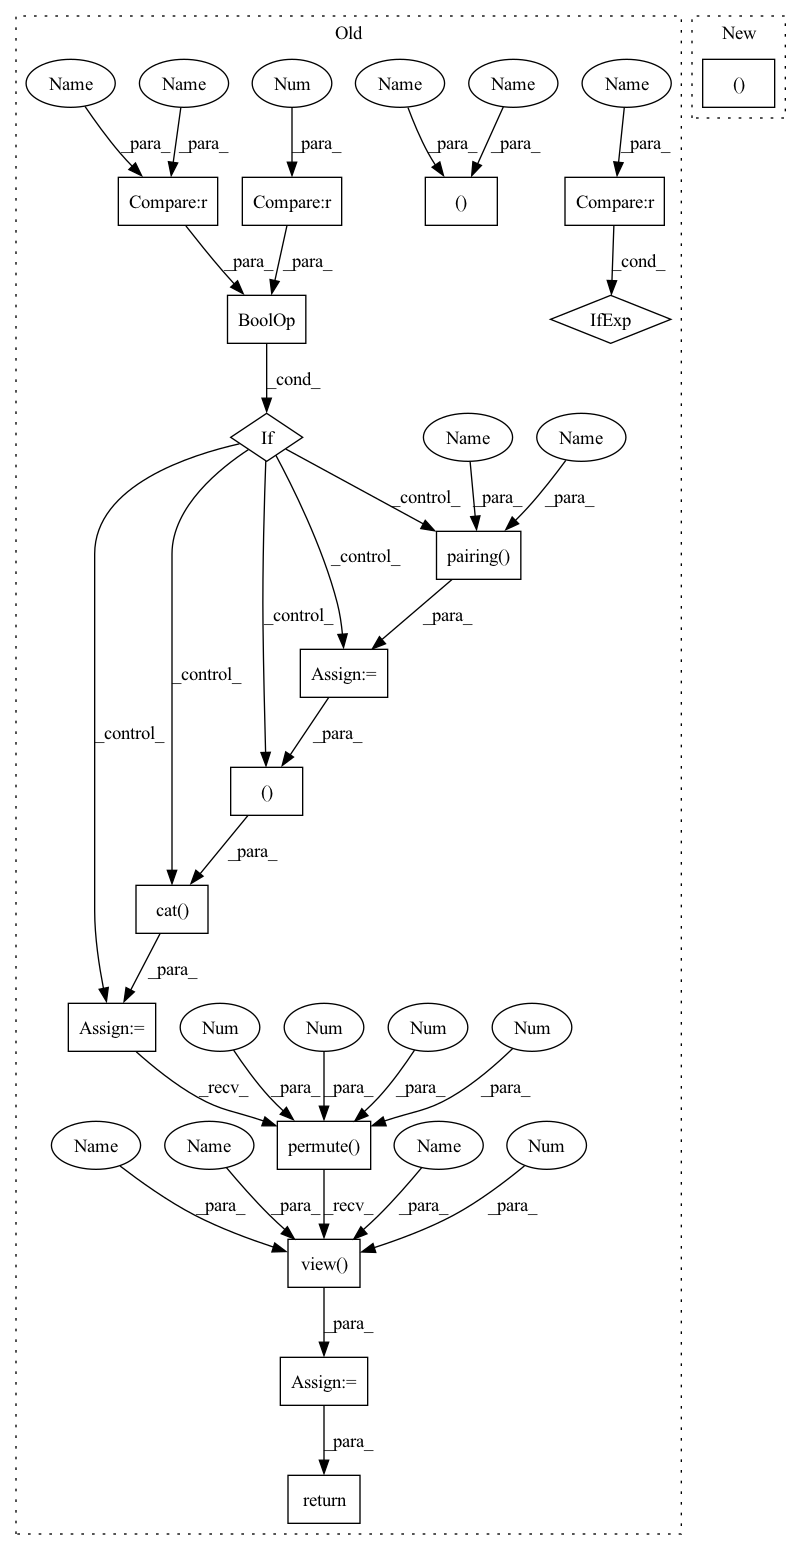 Old
New
Name
Name
Num
Name
Name
Name
()
_para_
_para_
_para_
_para_
_para_
_para_
Compare:r
Compare:r
()
Compare:r
_para_
_para_
_cond_
BoolOp
IfExp
_cond_
If
Name
Name
_control_
_para_
_para_
_control_
pairing()
_control_
_para_
_control_
Assign:=
_control_
_para_
()
_para_
cat()
_para_
Assign:=
Num
Num
Num
Num
_recv_
_para_
_para_
_para_
_para_
Name
Name
permute()
Name
Num
_para_
_para_
_recv_
_para_
_para_
view()
_para_
Assign:=
_para_
return